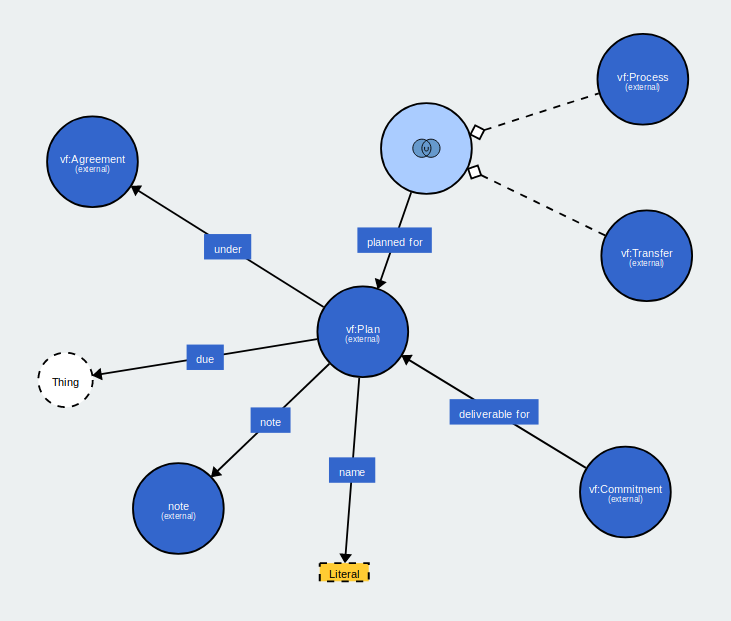 vf:Process
(external)
vf:Agreement
(external)
planned for
under
vf:Transfer
(external)
vf:Plan
(external)
due
Thing
note
deliverable for
name
vf:Commitment
(external)
note
(external)
Literal